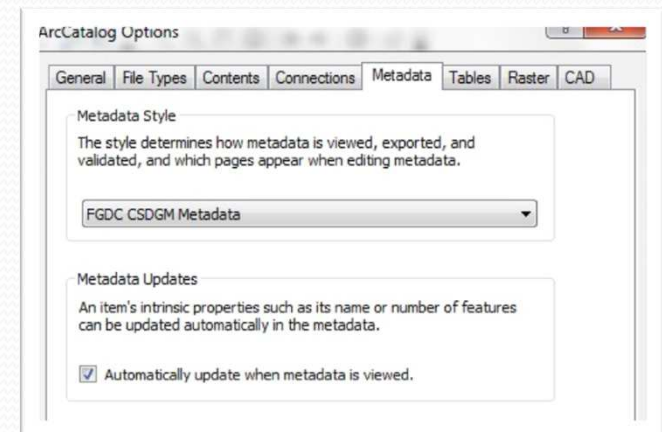 ArcCatalog Options
General File Types Contents Connections Metadata Tables Raster CAD
Metadata Style
The style determines how metadata is viewed, exported, and
validated, and which pages appear when editing metadata.
FGDC CSDGM Metadata
Metadata Updates
An item's intrinsic properties such as its name or number of features
can be updated automatically in the metadata.
Automatically update when metadata is viewed.